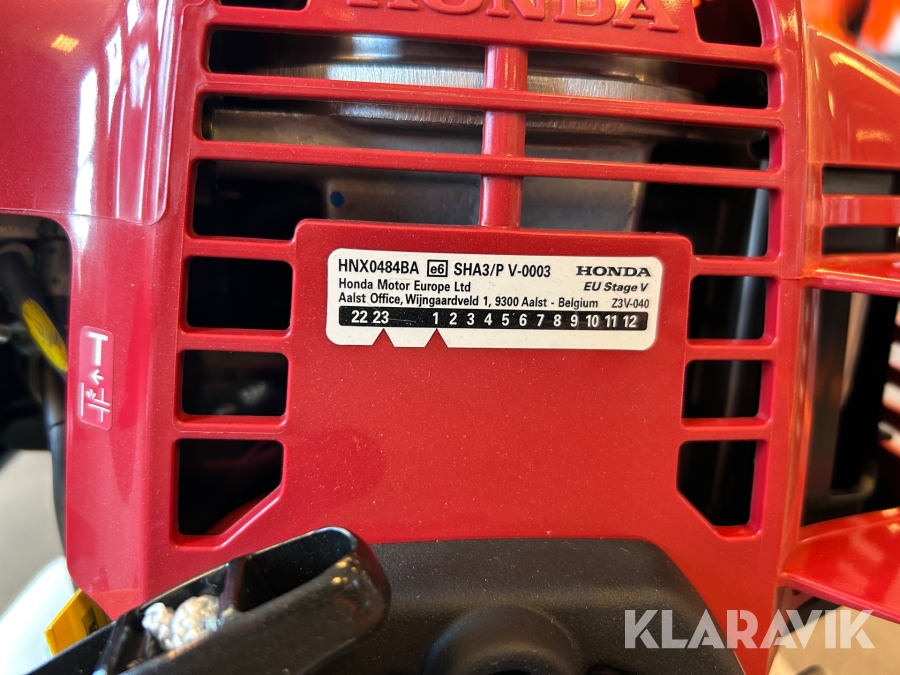 HONDA
HNX0484BA e6 SHA3/P V-0003 HONDA
Honda Motor Europe Ltd EU Stage V
Aalst Office, Wijngaardveld 1, 9300 Aalst - Belgium Z3V-040
22 23 1 2 3 4 5 6 7 8 9 10 11 12
KLARAVIK